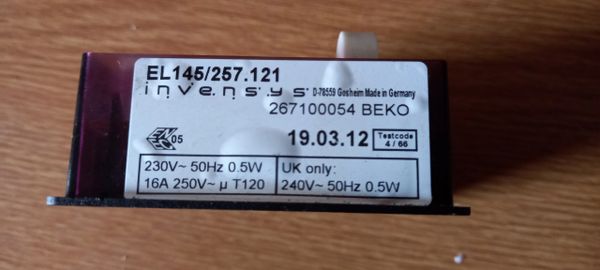 EL145/257.121
invensys D-78559 Gosheim Made in Germany
267100054 BEKO
19.03.12 Testcode
4 / 66
05
230V~ 50Hz 0.5W
16A 250V~ µ T120
UK only:
240V~ 50Hz 0.5W